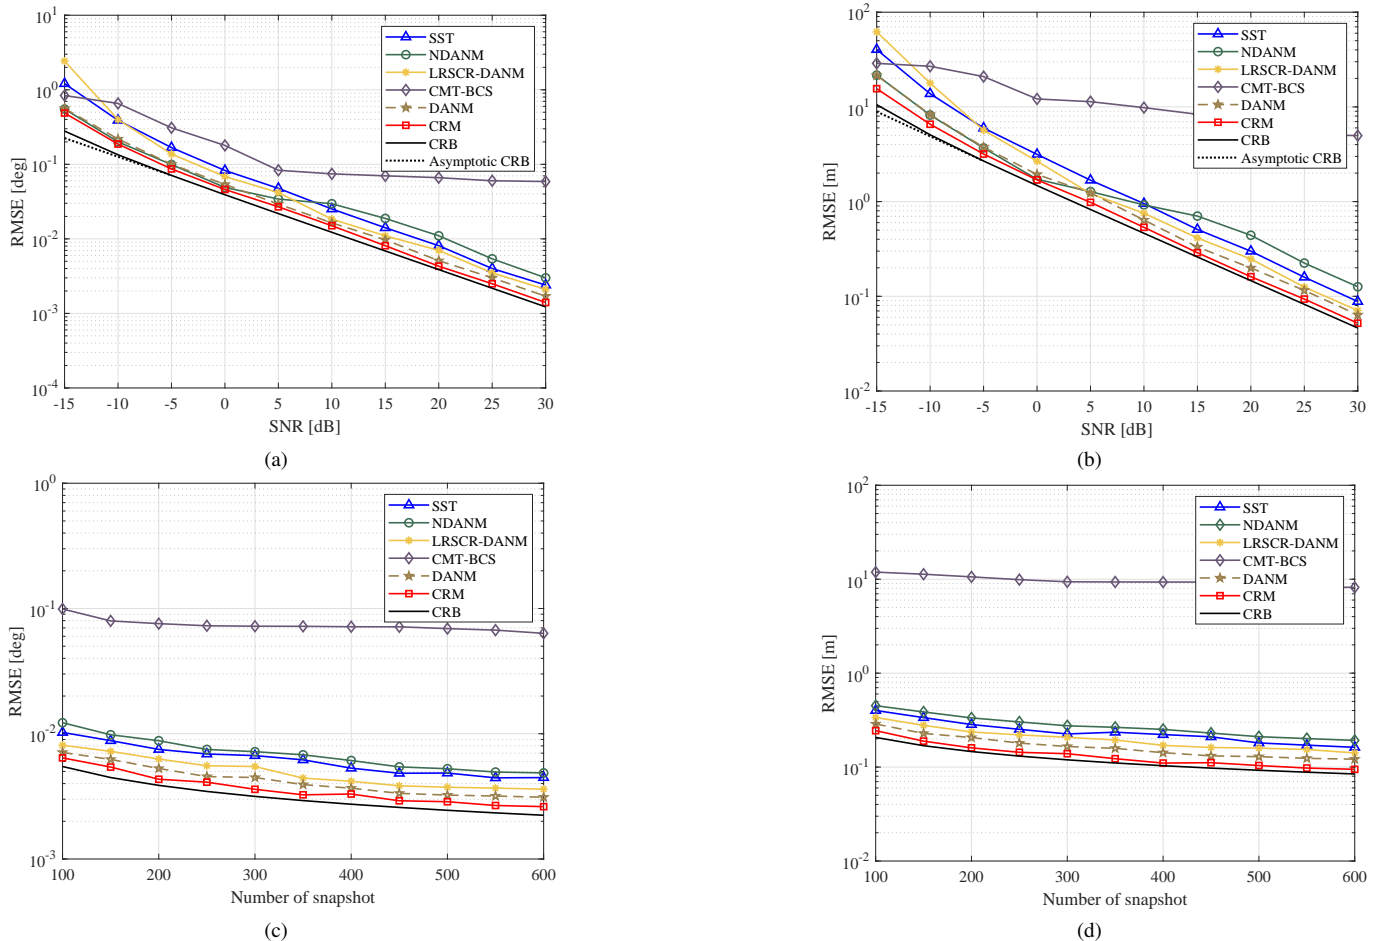 10^1
10^0
10^-1
10^-2
10^-3
10^-4
RMSE [deg]
-15 -10 -5 0 5 10 15 20 25 30
SNR [dB]
SST
NDANM
LRSCR-DANM
CMT-BCS
DANM
CRM
CRB
Asymptotic CRB
(a)
10^2
10^1
10^0
10^-1
10^-2
RMSE [m]
-15 -10 -5 0 5 10 15 20 25 30
SNR [dB]
SST
NDANM
LRSCR-DANM
CMT-BCS
DANM
CRM
CRB
Asymptotic CRB
(b)
10^0
10^-1
10^-2
10^-3
RMSE [deg]
100 200 300 400 500 600
Number of snapshot
SST
NDANM
LRSCR-DANM
CMT-BCS
DANM
CRM
CRB
(c)
10^2
10^1
10^0
10^-1
10^-2
RMSE [m]
100 200 300 400 500 600
Number of snapshot
SST
NDANM
LRSCR-DANM
CMT-BCS
DANM
CRM
CRB
(d)